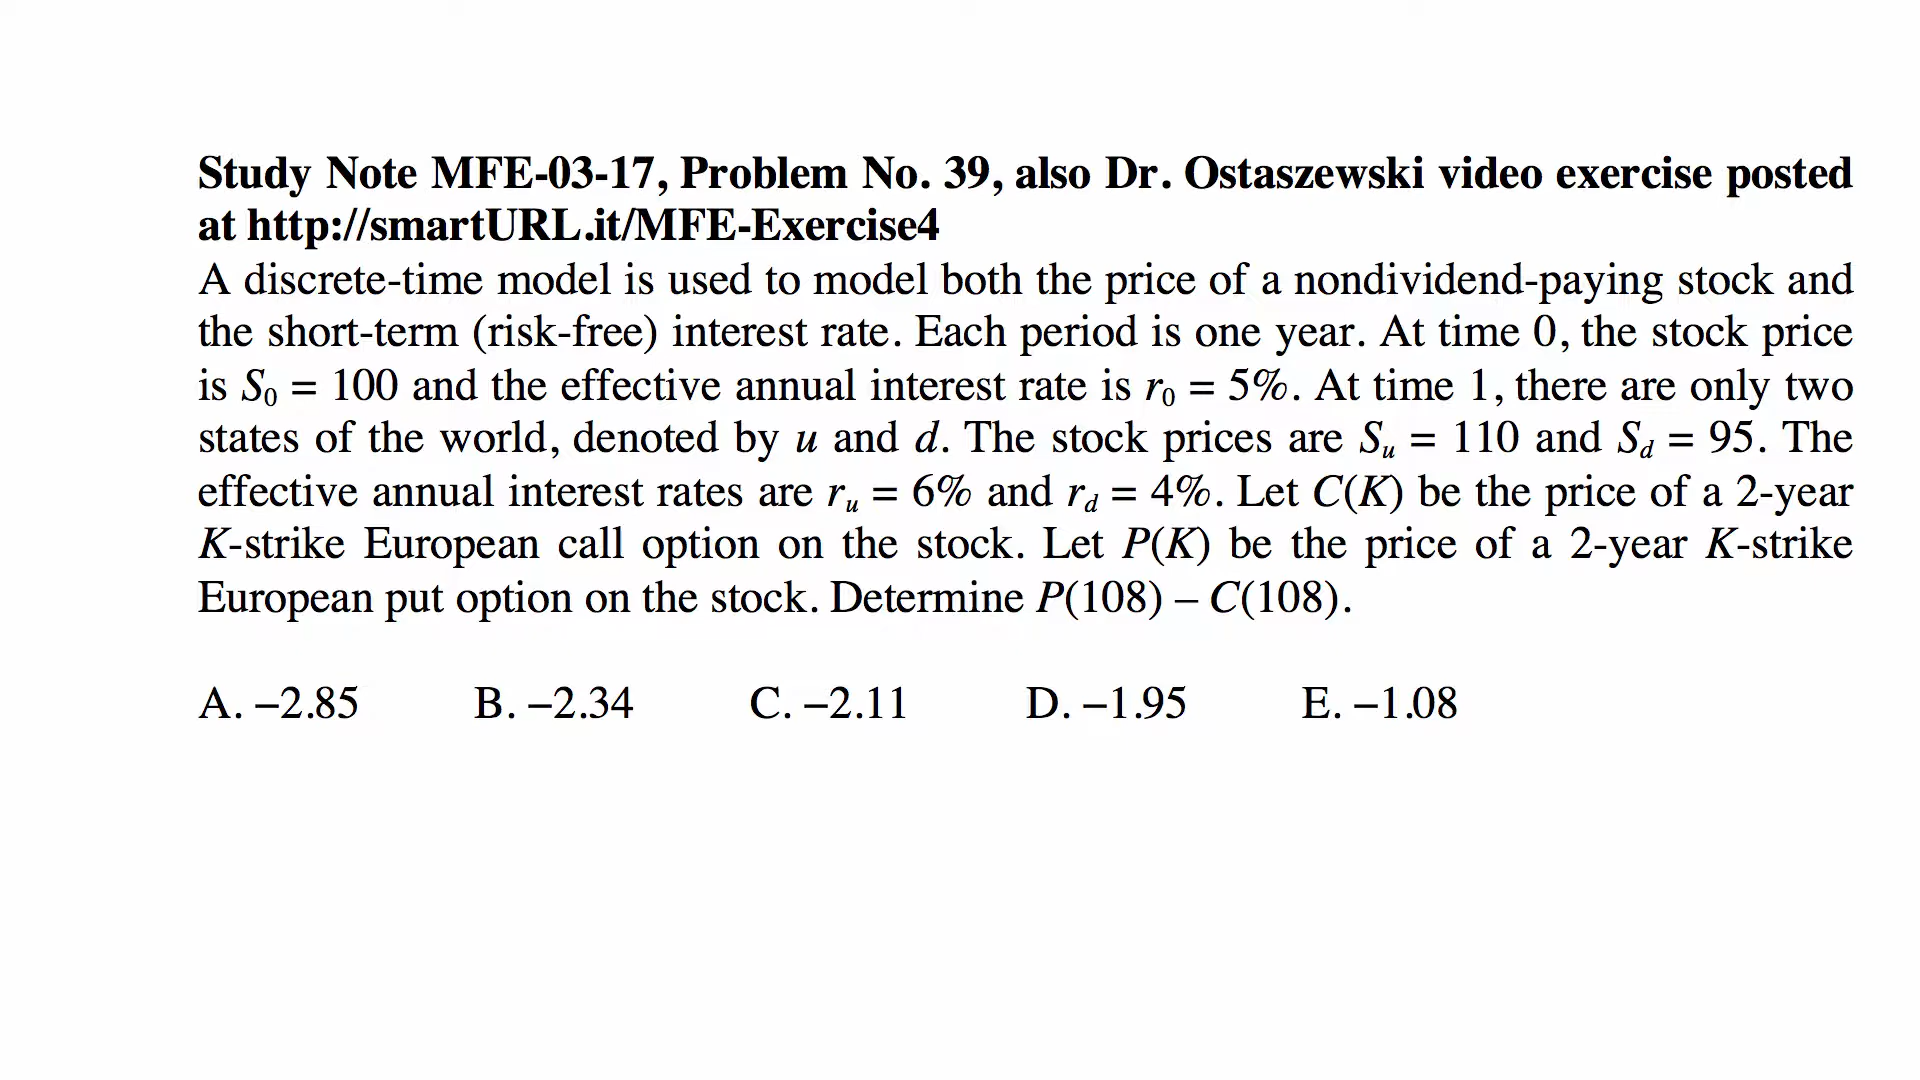 Study Note MFE-03-17, Problem No. 39, also Dr. Ostaszewski video exercise posted
at http://smartURL.it/MFE-Exercise4
A discrete-time model is used to model both the price of a nondividend-paying stock and
the short-term (risk-free) interest rate. Each period is one year. At time 0, the stock price
is S₀ = 100 and the effective annual interest rate is r₀ = 5%. At time 1, there are only two
states of the world, denoted by u and d. The stock prices are Sᵤ = 110 and S_d = 95. The
effective annual interest rates are rᵤ = 6% and r_d = 4%. Let C(K) be the price of a 2-year
K-strike European call option on the stock. Let P(K) be the price of a 2-year K-strike
European put option on the stock. Determine P(108) – C(108).
A. –2.85 B. –2.34 C. –2.11 D. –1.95 E. –1.08